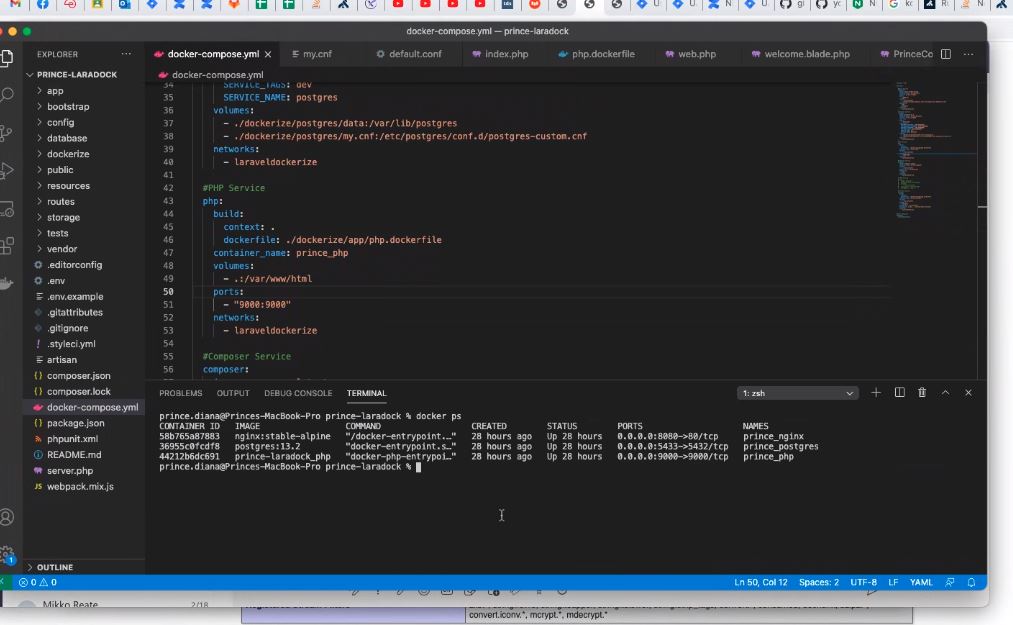 docker-compose.yml — prince-laradock
EXPLORER
docker-compose.yml
my.cnf
default.conf
index.php
php.dockerfile
web.php
welcome.blade.php
PrinceCo
PRINCE-LARADOCK
docker-compose.yml
app
bootstrap
config
database
dockerize
public
resources
routes
storage
tests
vendor
.editorconfig
.env
.env.example
.gitattributes
.gitignore
.styleci.yml
artisan
composer.json
composer.lock
docker-compose.yml
package.json
phpunit.xml
README.md
server.php
webpack.mix.js
OUTLINE
34 SERVICE_TAGS: dev
35 SERVICE_NAME: postgres
36 volumes:
37 - ./dockerize/postgres/data:/var/lib/postgres
38 - ./dockerize/postgres/my.cnf:/etc/postgres/conf.d/postgres-custom.cnf
39 networks:
40 - laraveldockerize
41
42 #PHP Service
43 php:
44 build:
45 context: .
46 dockerfile: ./dockerize/app/php.dockerfile
47 container_name: prince_php
48 volumes:
49 - .:/var/www/html
50 ports:
51 - "9000:9000"
52 networks:
53 - laraveldockerize
54
55 #Composer Service
56 composer:
PROBLEMS OUTPUT DEBUG CONSOLE TERMINAL
1: zsh
prince.diana@Princes-MacBook-Pro prince-laradock % docker ps
CONTAINER ID IMAGE COMMAND CREATED STATUS PORTS NAMES
58b765a87883 nginx:stable-alpine "/docker-entrypoint.…" 28 hours ago Up 28 hours 0.0.0.0:8080->80/tcp prince_nginx
36955c0fcdf8 postgres:13.2 "docker-entrypoint.s…" 28 hours ago Up 28 hours 0.0.0.0:5433->5432/tcp prince_postgres
44212b6dc691 prince-laradock_php "docker-php-entrypoi…" 28 hours ago Up 28 hours 0.0.0.0:9000->9000/tcp prince_php
prince.diana@Princes-MacBook-Pro prince-laradock %
0 0
Ln 50, Col 12 Spaces: 2 UTF-8 LF YAML
Mikko Reate 2/18
convert.iconv.*, mcrypt.*, mdecrypt.*